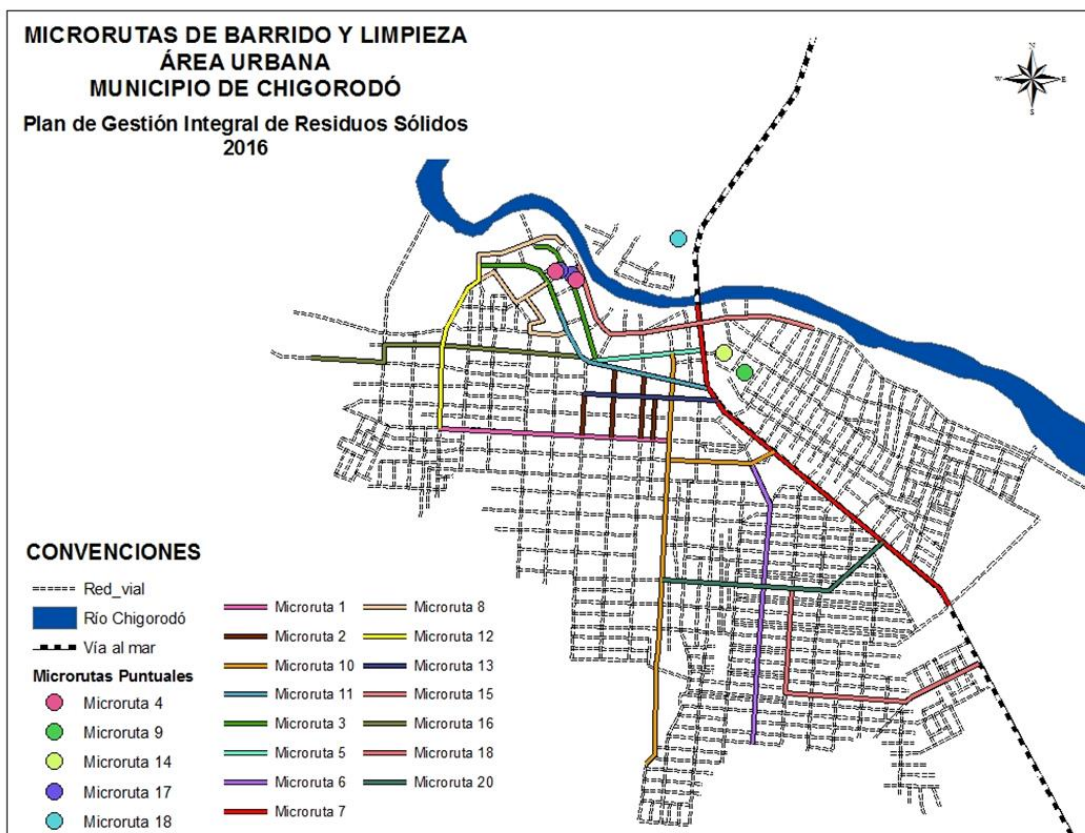 MICRORUTAS DE BARRIDO Y LIMPIEZA
ÁREA URBANA
MUNICIPIO DE CHIGORODÓ
Plan de Gestión Integral de Residuos Sólidos
2016
N
W
E
S
CONVENCIONES
Red_vial
Río Chigorodó
Vía al mar
Microrutas Puntuales
Microruta 4
Microruta 9
Microruta 14
Microruta 17
Microruta 18
Microruta 1
Microruta 2
Microruta 10
Microruta 11
Microruta 3
Microruta 5
Microruta 6
Microruta 7
Microruta 8
Microruta 12
Microruta 13
Microruta 15
Microruta 16
Microruta 18
Microruta 20